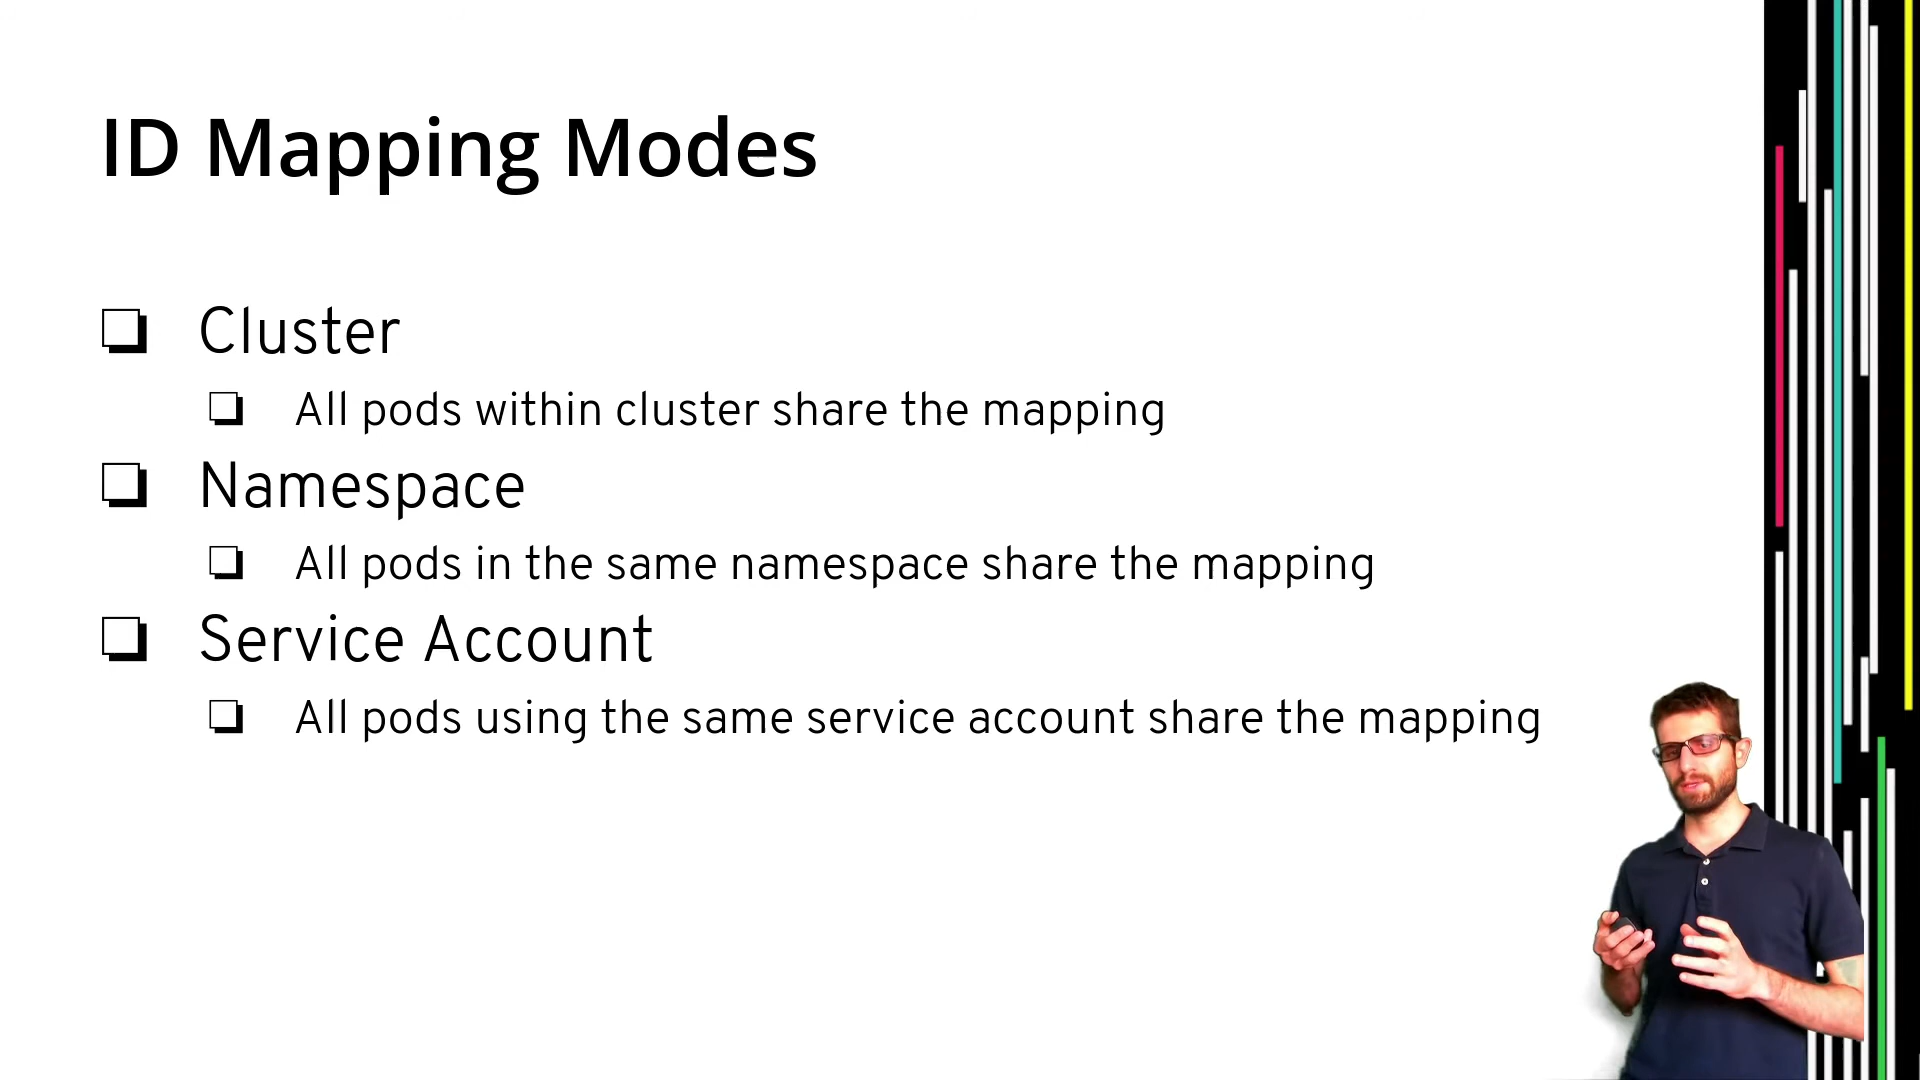 ID Mapping Modes
Cluster
All pods within cluster share the mapping
Namespace
All pods in the same namespace share the mapping
Service Account
All pods using the same service account share the mapping